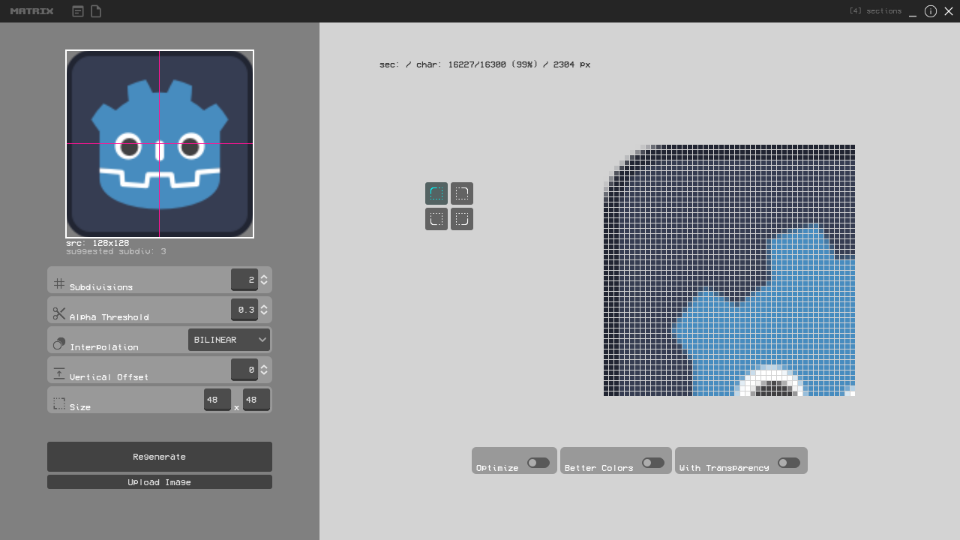 MATRIX
[4] sections
sec: / char: 16227/16300 (99%) / 2304 px
src: 128x128
suggested subdiv: 3
Subdivisions 2
Alpha Threshold 0.3
Interpolation BILINEAR
Vertical Offset 0
Size 48 x 48
Regenerate
Upload Image
Optimize
Better Colors
With Transparency